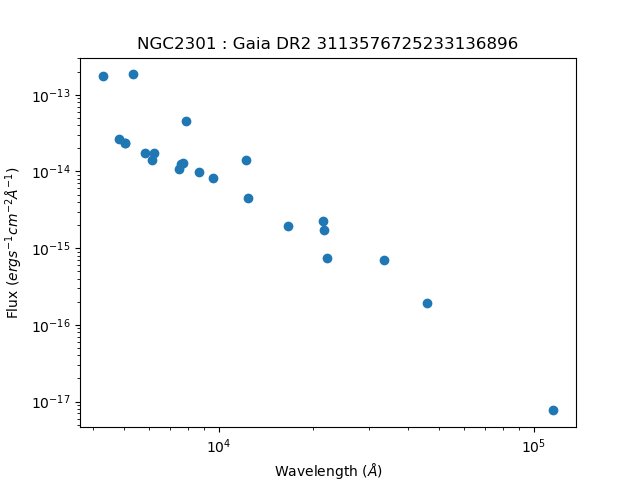 NGC2301 : Gaia DR2 3113576725233136896
Flux (ergs⁻¹cm⁻²Å⁻¹)
10⁻¹³
10⁻¹⁴
10⁻¹⁵
10⁻¹⁶
10⁻¹⁷
10⁴ 10⁵
Wavelength (Å)